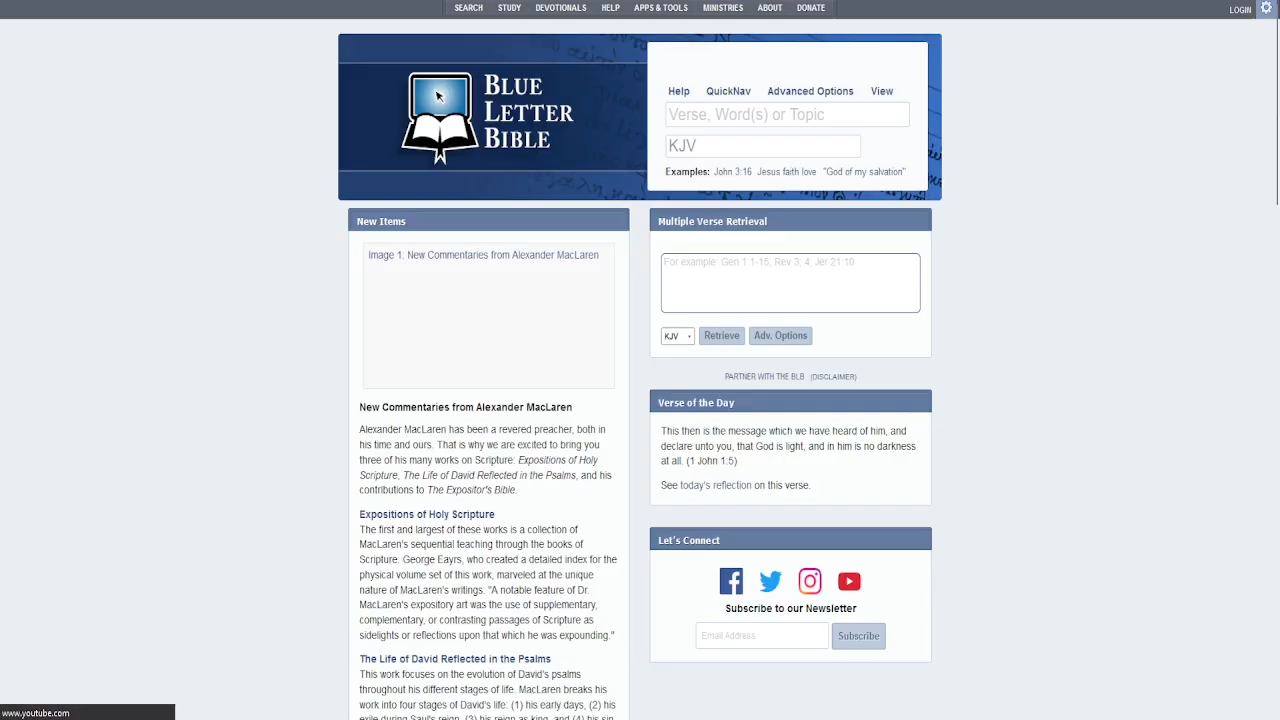 SEARCH STUDY DEVOTIONALS HELP APPS & TOOLS MINISTRIES ABOUT DONATE LOGIN
BLUE
LETTER
BIBLE
Help QuickNav Advanced Options View
Verse, Word(s) or Topic
KJV
Examples: John 3:16 Jesus faith love "God of my salvation"
New Items
Image 1: New Commentaries from Alexander MacLaren
New Commentaries from Alexander MacLaren
Alexander MacLaren has been a revered preacher, both in
his time and ours. That is why we are excited to bring you
three of his many works on Scripture: Expositions of Holy
Scripture, The Life of David Reflected in the Psalms, and his
contributions to The Expositor's Bible.
Expositions of Holy Scripture
The first and largest of these works is a collection of
MacLaren's sequential teaching through the books of
Scripture. George Eayrs, who created a detailed index for the
physical volume set of this work, marveled at the unique
nature of MacLaren's writings. "A notable feature of Dr.
MacLaren's expository art was the use of supplementary,
complementary, or contrasting passages of Scripture as
sidelights or reflections upon that which he was expounding."
The Life of David Reflected in the Psalms
This work focuses on the evolution of David's psalms
throughout his different stages of life. MacLaren breaks his
work into four stages of David's life: (1) his early days, (2) his
exile during Saul's reign, (3) his reign as king, and (4) his sin
Multiple Verse Retrieval
For example: Gen 1:1-15; Rev 3; 4; Jer 21:10
KJV Retrieve Adv. Options
PARTNER WITH THE BLB (DISCLAIMER)
Verse of the Day
This then is the message which we have heard of him, and
declare unto you, that God is light, and in him is no darkness
at all. (1 John 1:5)
See today's reflection on this verse.
Let's Connect
Subscribe to our Newsletter
Email Address Subscribe
www.youtube.com